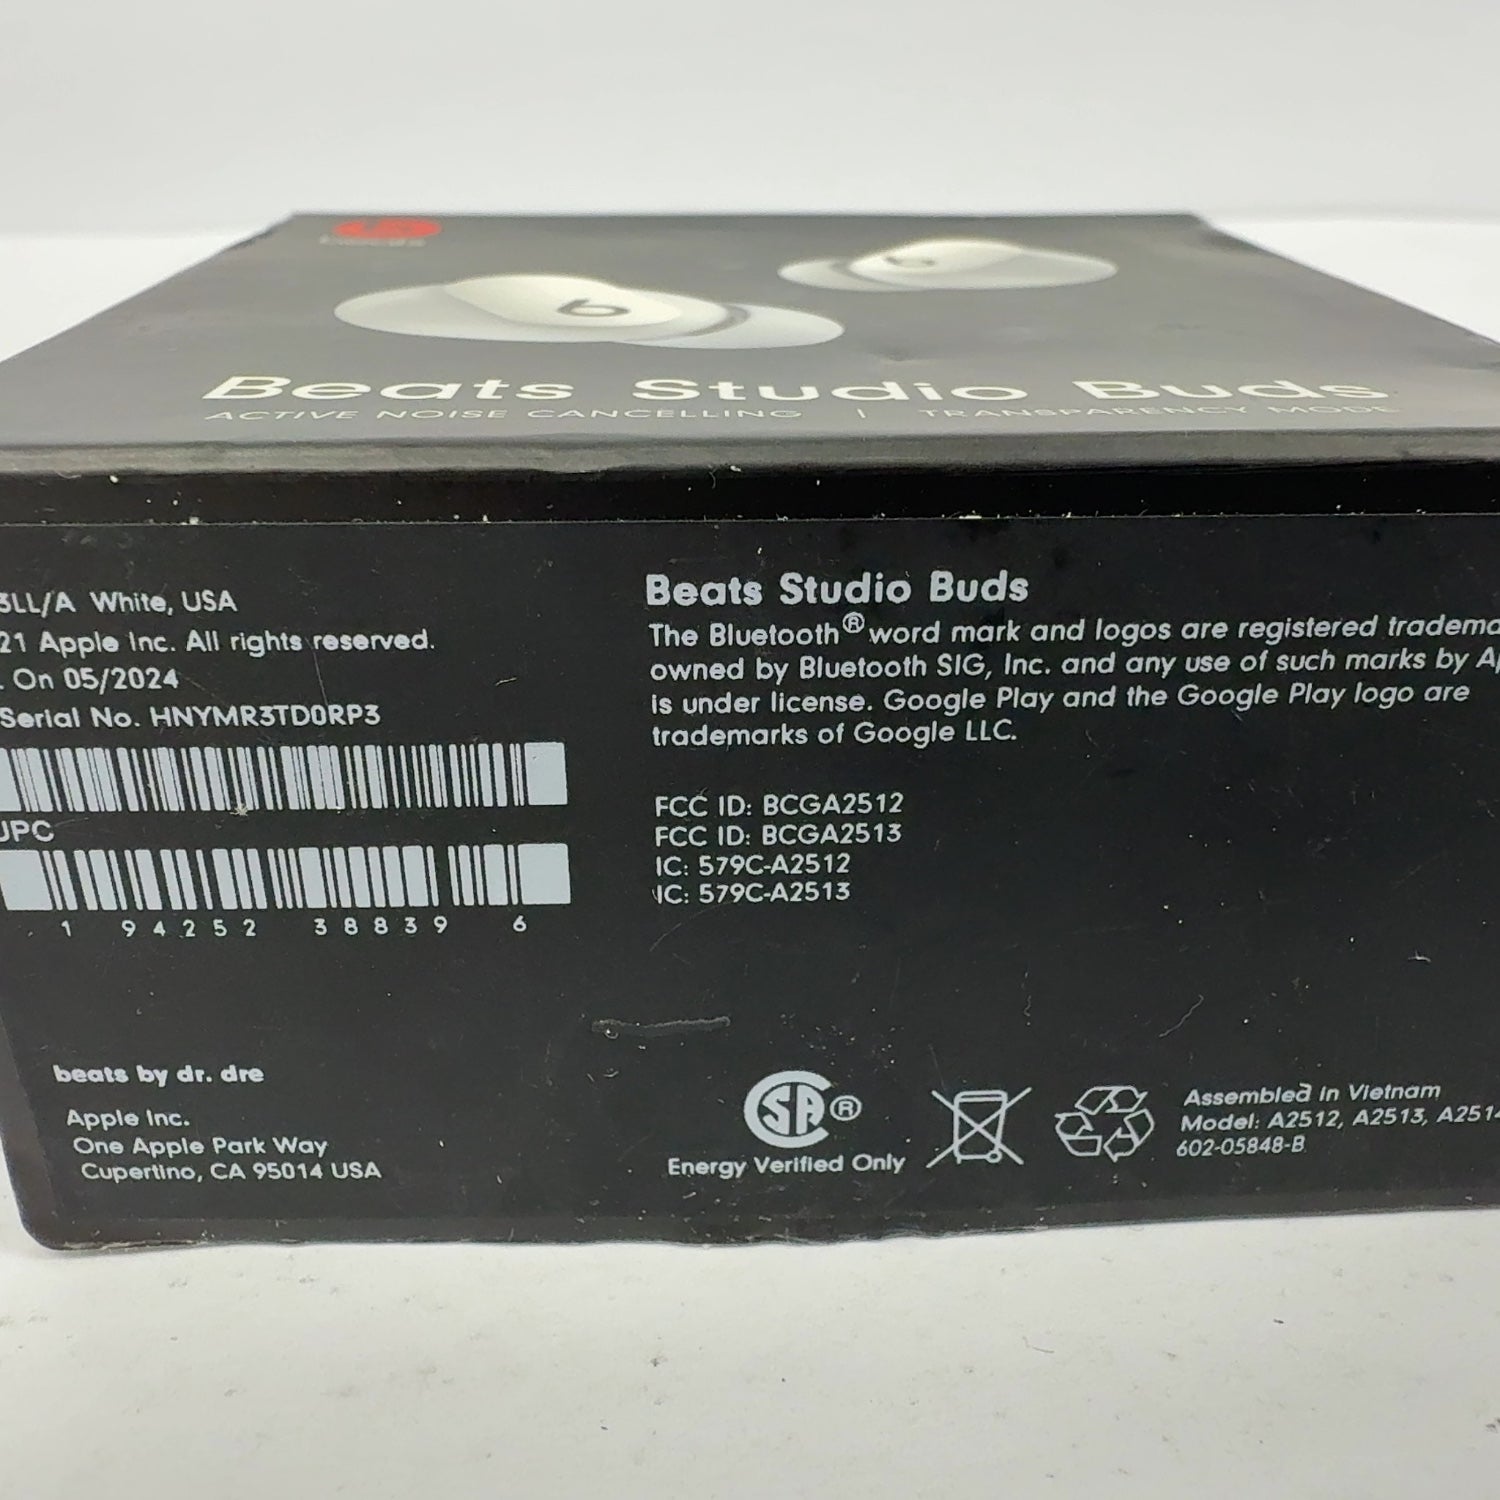 Beats Studio Buds
ACTIVE NOISE CANCELLING | TRANSPARENCY MODE
3LL/A White, USA
21 Apple Inc. All rights reserved.
. On 05/2024
Serial No. HNYMR3TD0RP3
UPC
1 94252 38839 6
beats by dr. dre
Apple Inc.
One Apple Park Way
Cupertino, CA 95014 USA
Beats Studio Buds
The Bluetooth® word mark and logos are registered tradema
owned by Bluetooth SIG, Inc. and any use of such marks by Ap
is under license. Google Play and the Google Play logo are
trademarks of Google LLC.
FCC ID: BCGA2512
FCC ID: BCGA2513
IC: 579C-A2512
IC: 579C-A2513
SA ®
Energy Verified Only
Assembled in Vietnam
Model: A2512, A2513, A2514
602-05848-B